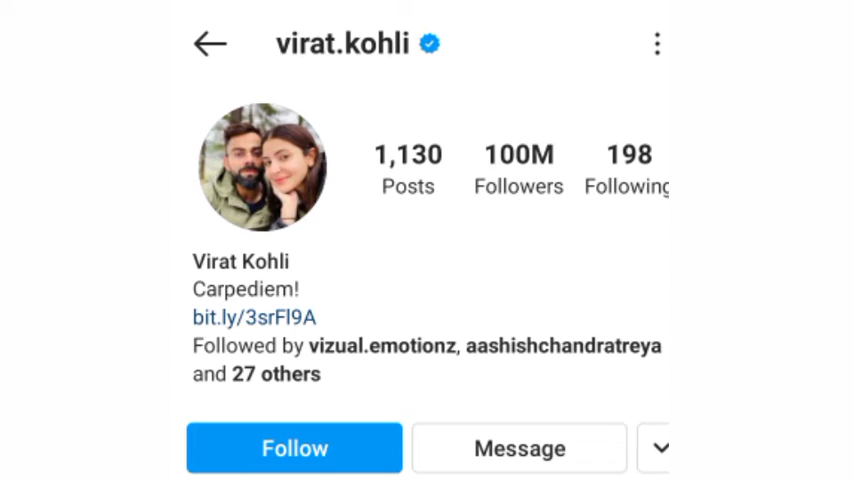 virat.kohli
1,130 100M 198
Posts Followers Following
Virat Kohli
Carpediem!
bit.ly/3srFl9A
Followed by vizual.emotionz, aashishchandratreya
and 27 others
Follow Message